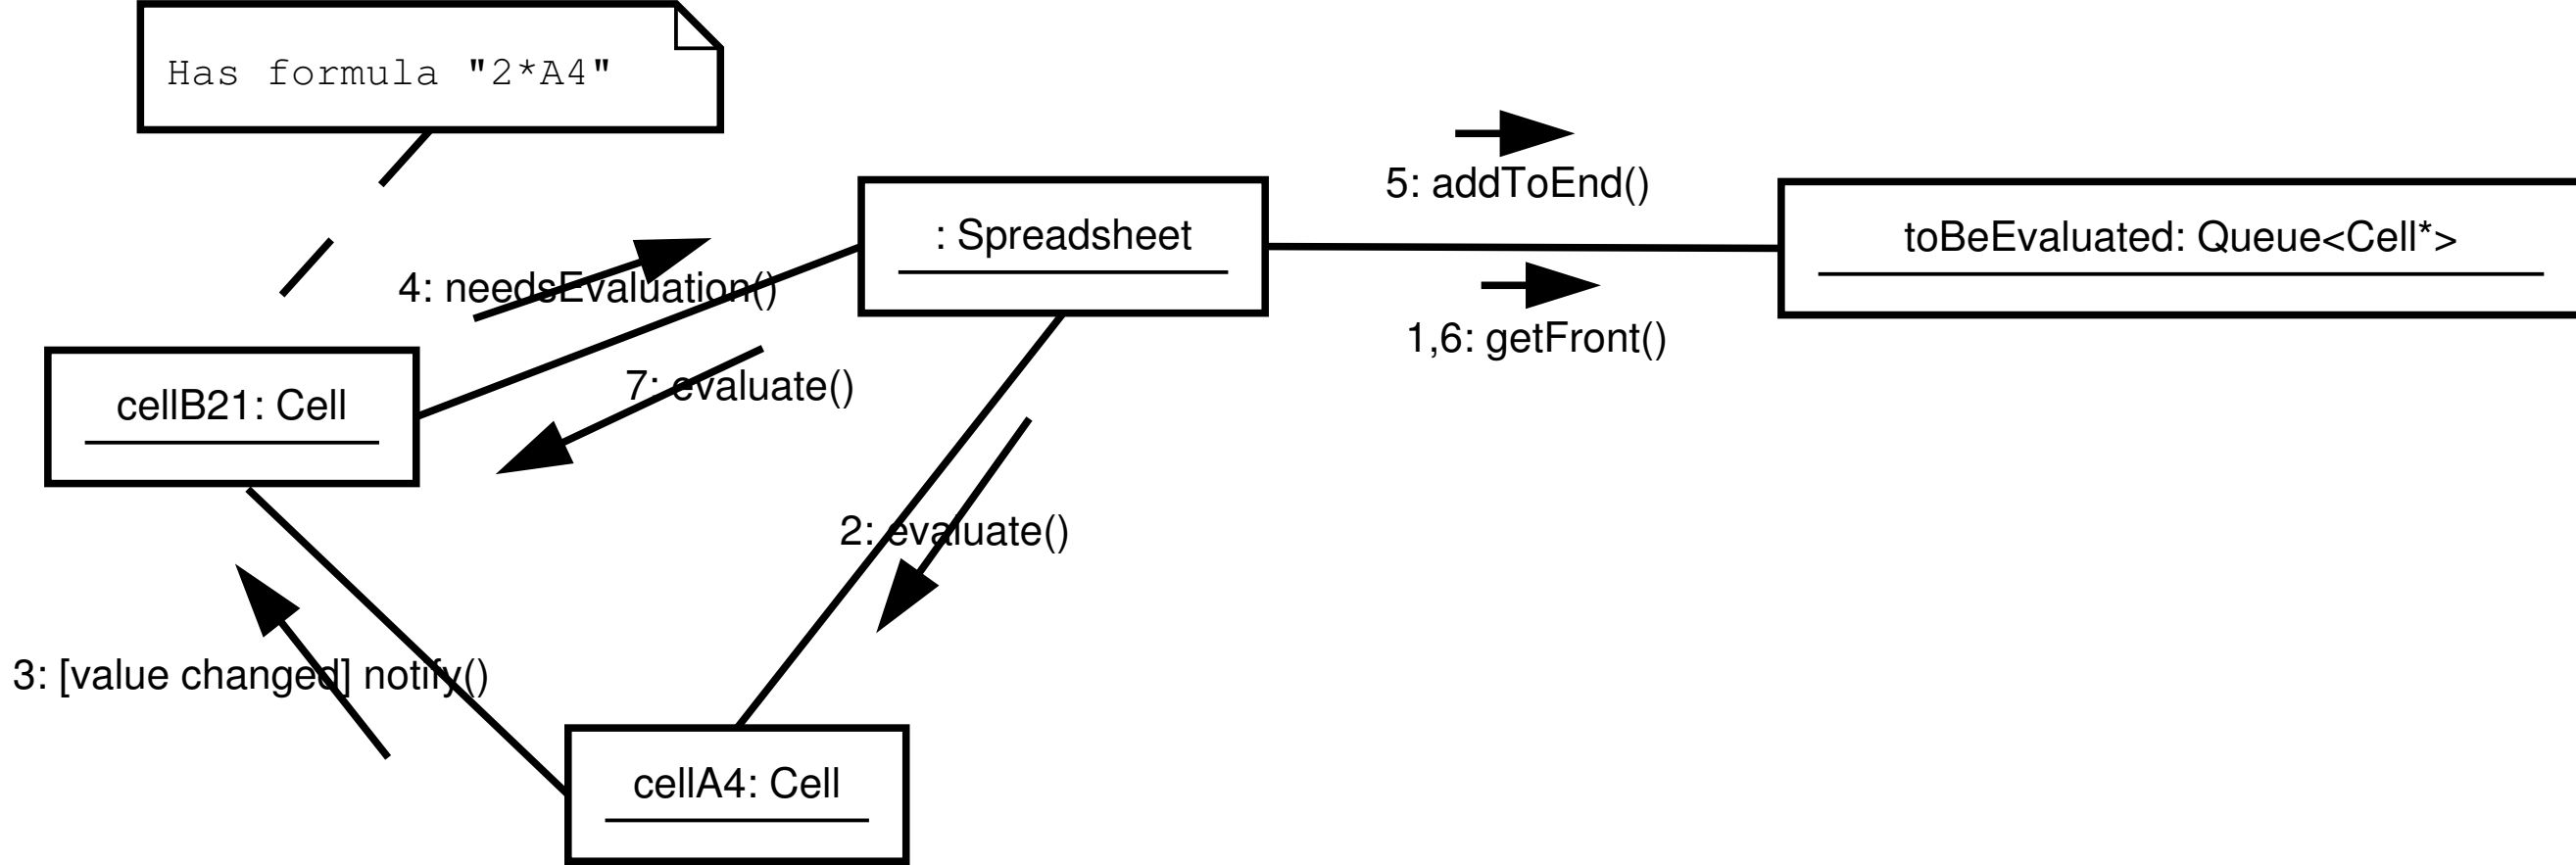 Has formula "2*A4"
5: addToEnd()
: Spreadsheet
toBeEvaluated: Queue<Cell*>
4: needsEvaluation()
1,6: getFront()
7: evaluate()
cellB21: Cell
2: evaluate()
3: [value changed] notify()
cellA4: Cell